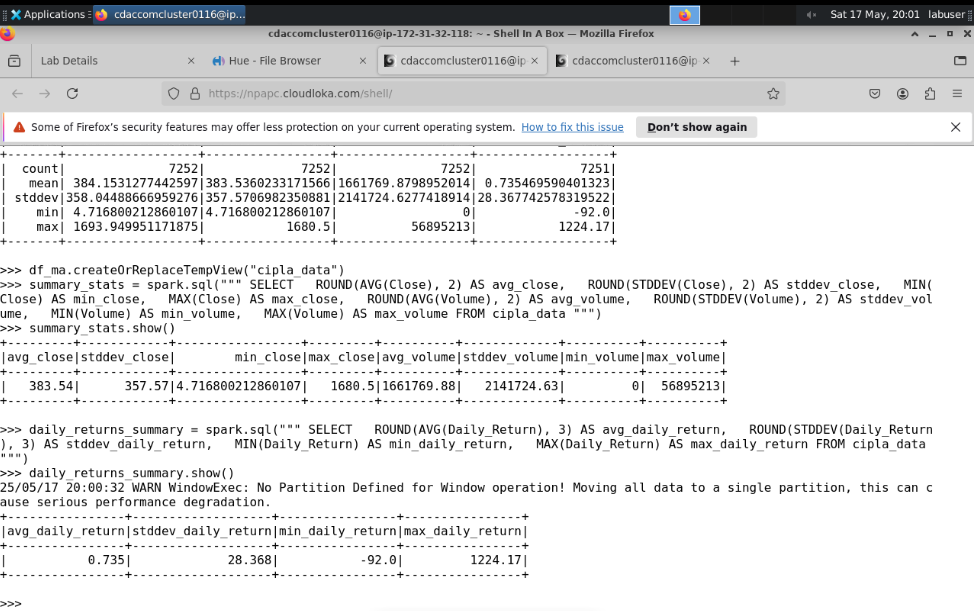 Applications
cdaccomcluster0116@ip...
Sat 17 May, 20:01
labuser
cdaccomcluster0116@ip-172-31-32-118: ~ - Shell In A Box — Mozilla Firefox
Lab Details
Hue - File Browser
cdaccomcluster0116@ip-
cdaccomcluster0116@ip
https://npapc.cloudloka.com/shell/
Some of Firefox’s security features may offer less protection on your current operating system. How to fix this issue Don’t show again
+-------+------------------+-----------------+------------------+------------------+
|  count|              7252|             7252|              7252|              7251|
|   mean| 384.1531277442597|383.5360233171566|1661769.8798952014| 0.735469590401323|
| stddev|358.04488666959276|357.5706982350881|2141724.6277418914|28.367742578319522|
|    min| 4.716800212860107|4.716800212860107|                 0|             -92.0|
|    max| 1693.949951171875|           1680.5|          56895213|           1224.17|
+-------+------------------+-----------------+------------------+------------------+
>>> df_ma.createOrReplaceTempView("cipla_data")
>>> summary_stats = spark.sql(""" SELECT   ROUND(AVG(Close), 2) AS avg_close,   ROUND(STDDEV(Close), 2) AS stddev_close,   MIN(
Close) AS min_close,   MAX(Close) AS max_close,   ROUND(AVG(Volume), 2) AS avg_volume,   ROUND(STDDEV(Volume), 2) AS stddev_vol
ume,   MIN(Volume) AS min_volume,   MAX(Volume) AS max_volume FROM cipla_data """)
>>> summary_stats.show()
+---------+------------+-----------------+---------+----------+-------------+----------+----------+
|avg_close|stddev_close|        min_close|max_close|avg_volume|stddev_volume|min_volume|max_volume|
+---------+------------+-----------------+---------+----------+-------------+----------+----------+
|   383.54|      357.57|4.716800212860107|   1680.5|1661769.88|   2141724.63|         0|  56895213|
+---------+------------+-----------------+---------+----------+-------------+----------+----------+
>>> daily_returns_summary = spark.sql(""" SELECT   ROUND(AVG(Daily_Return), 3) AS avg_daily_return,   ROUND(STDDEV(Daily_Return
), 3) AS stddev_daily_return,   MIN(Daily_Return) AS min_daily_return,   MAX(Daily_Return) AS max_daily_return FROM cipla_data
""")
>>> daily_returns_summary.show()
25/05/17 20:00:32 WARN WindowExec: No Partition Defined for Window operation! Moving all data to a single partition, this can c
ause serious performance degradation.
+----------------+-------------------+----------------+----------------+
|avg_daily_return|stddev_daily_return|min_daily_return|max_daily_return|
+----------------+-------------------+----------------+----------------+
|           0.735|             28.368|           -92.0|         1224.17|
+----------------+-------------------+----------------+----------------+
>>>